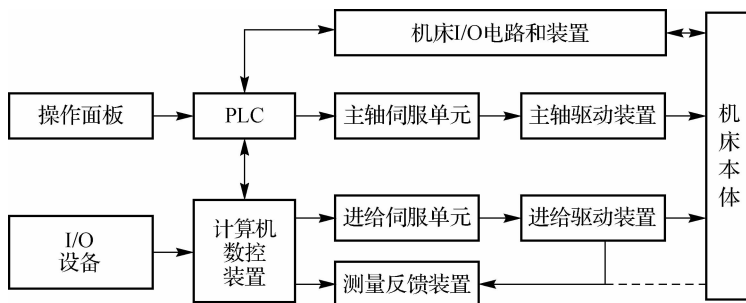 机床I/O电路和装置
操作面板
PLC
主轴伺服单元
主轴驱动装置
机
床
本
体
I/O
设备
计算机
数控
装置
进给伺服单元
进给驱动装置
测量反馈装置